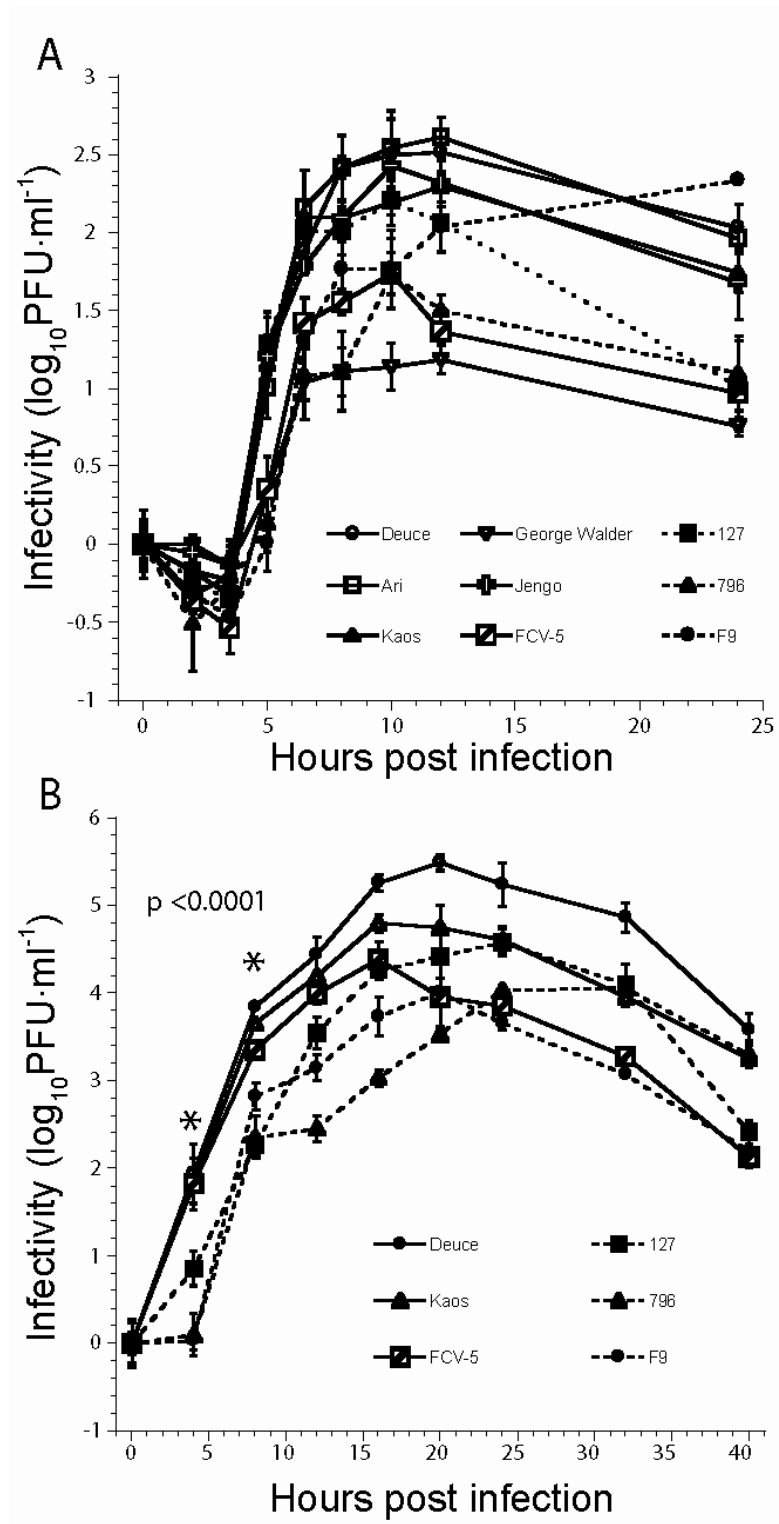 A
3
2.5
2
1.5
1
0.5
0
-0.5
-1
Infectivity (log10PFU·ml-1)
Deuce George Walder 127
Ari Jengo 796
Kaos FCV-5 F9
0 5 10 15 20 25
Hours post infection
B
6
5
4
3
2
1
0
-1
Infectivity (log10PFU·ml-1)
p <0.0001
*
*
Deuce 127
Kaos 796
FCV-5 F9
0 5 10 15 20 25 30 35 40
Hours post infection